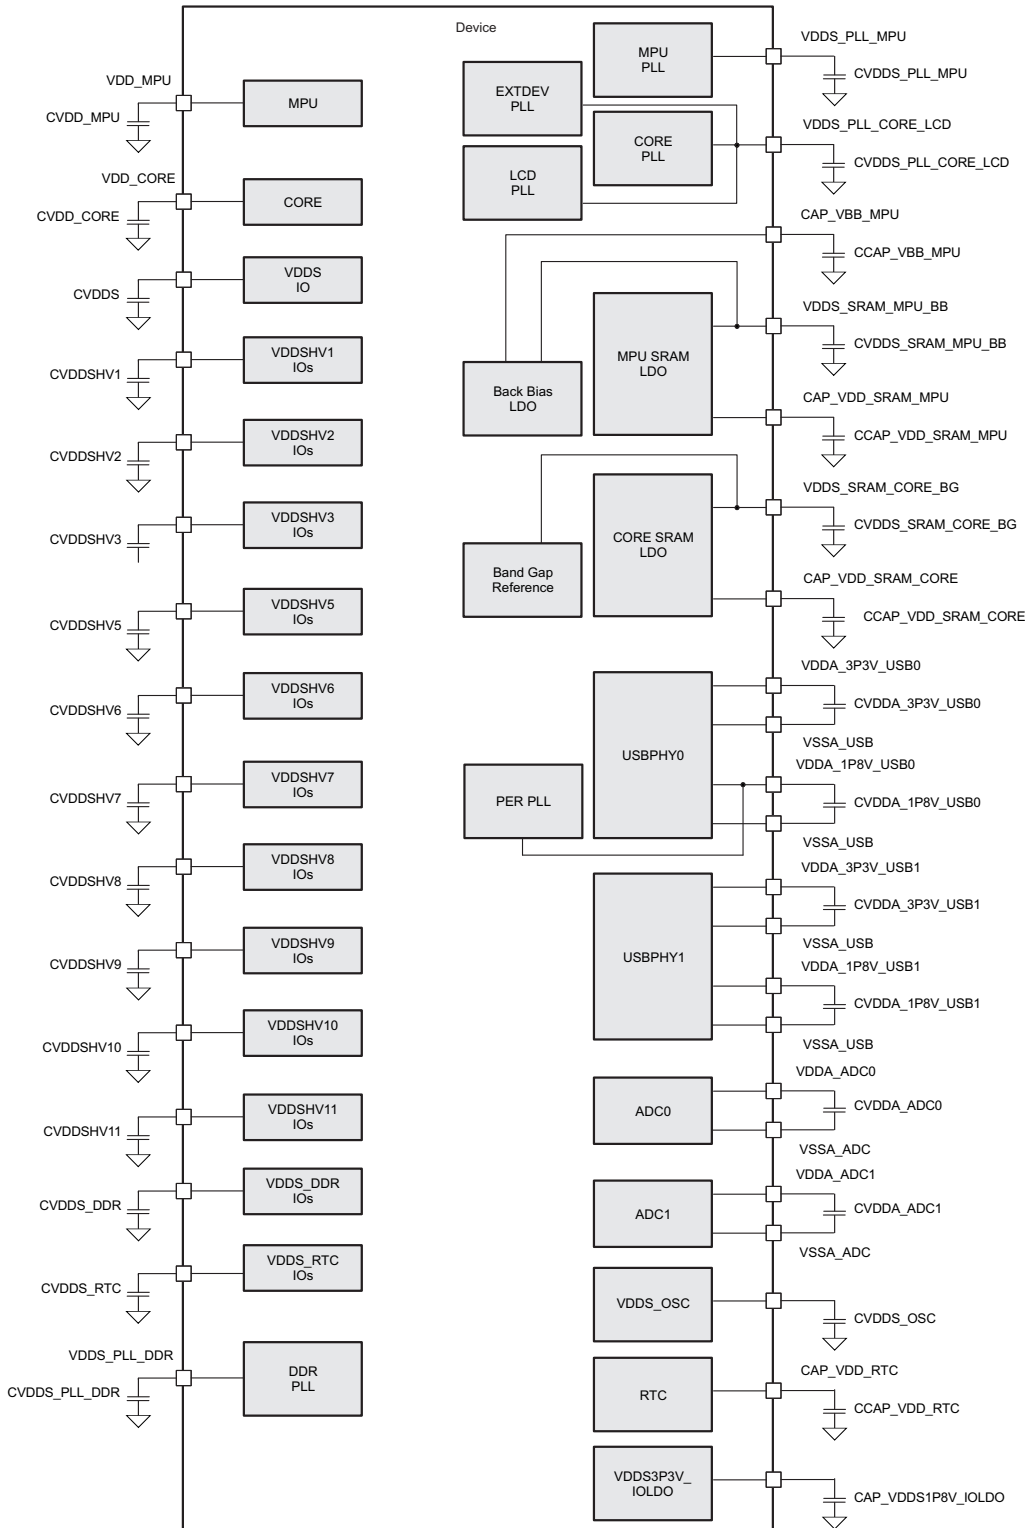 Device
VDD_MPU
CVDD_MPU
MPU
VDD_CORE
CVDD_CORE
CORE
CVDDS
VDDS
IO
CVDDSHV1
VDDSHV1
IOs
CVDDSHV2
VDDSHV2
IOs
CVDDSHV3
VDDSHV3
IOs
CVDDSHV5
VDDSHV5
IOs
CVDDSHV6
VDDSHV6
IOs
CVDDSHV7
VDDSHV7
IOs
CVDDSHV8
VDDSHV8
IOs
CVDDSHV9
VDDSHV9
IOs
CVDDSHV10
VDDSHV10
IOs
CVDDSHV11
VDDSHV11
IOs
CVDDS_DDR
VDDS_DDR
IOs
CVDDS_RTC
VDDS_RTC
IOs
VDDS_PLL_DDR
CVDDS_PLL_DDR
DDR
PLL
MPU
PLL
VDDS_PLL_MPU
CVDDS_PLL_MPU
EXTDEV
PLL
CORE
PLL
LCD
PLL
VDDS_PLL_CORE_LCD
CVDDS_PLL_CORE_LCD
CAP_VBB_MPU
CCAP_VBB_MPU
VDDS_SRAM_MPU_BB
CVDDS_SRAM_MPU_BB
MPU SRAM
LDO
Back Bias
LDO
CAP_VDD_SRAM_MPU
CCAP_VDD_SRAM_MPU
VDDS_SRAM_CORE_BG
CVDDS_SRAM_CORE_BG
CORE SRAM
LDO
Band Gap
Reference
CAP_VDD_SRAM_CORE
CCAP_VDD_SRAM_CORE
VDDA_3P3V_USB0
CVDDA_3P3V_USB0
VSSA_USB
USBPHY0
VDDA_1P8V_USB0
PER PLL
CVDDA_1P8V_USB0
VSSA_USB
VDDA_3P3V_USB1
CVDDA_3P3V_USB1
VSSA_USB
USBPHY1
VDDA_1P8V_USB1
CVDDA_1P8V_USB1
VSSA_USB
VDDA_ADC0
ADC0
CVDDA_ADC0
VSSA_ADC
VDDA_ADC1
ADC1
CVDDA_ADC1
VSSA_ADC
VDDS_OSC
CVDDS_OSC
CAP_VDD_RTC
RTC
CCAP_VDD_RTC
VDDS3P3V_
IOLDO
CAP_VDDS1P8V_IOLDO